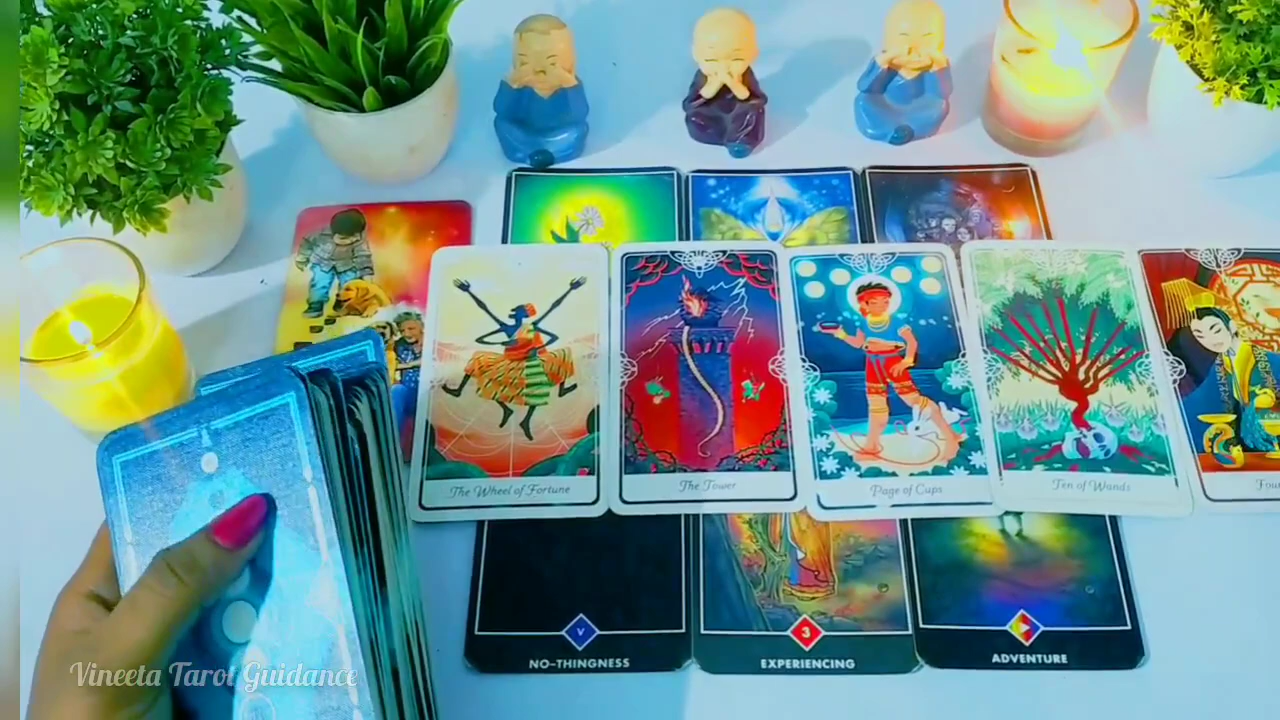 The Wheel of Fortune
The Tower
Page of Cups
Ten of Wands
V
NO-THINGNESS
3
EXPERIENCING
ADVENTURE
Vineeta Tarot Guidance